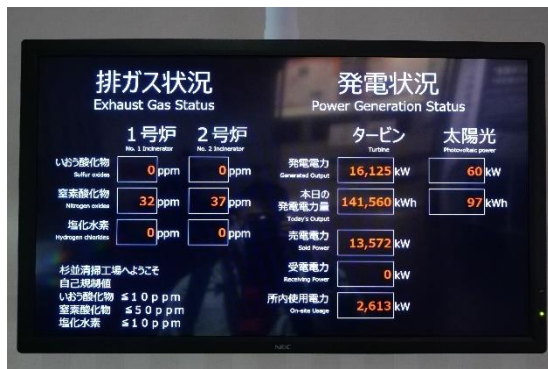 排ガス状況
Exhaust Gas Status
1号炉 2号炉
No. 1 Incinerator No. 2 Incinerator
いおう酸化物 0 ppm 0 ppm
Sulfur oxides
窒素酸化物 32 ppm 37 ppm
Nitrogen oxides
塩化水素 0 ppm 0 ppm
Hydrogen chlorides
杉並清掃工場へようこそ
自己規制値
いおう酸化物 ≦10ppm
窒素酸化物 ≦50ppm
塩化水素 ≦10ppm
発電状況
Power Generation Status
タービン 太陽光
Turbine Photovoltaic power
発電電力 16,125 kW 60 kW
Generated Output
本日の
発電電力量 141,560 kWh 97 kWh
Today's Output
売電電力 13,572 kW
Sold Power
受電電力 0 kW
Receiving Power
所内使用電力 2,613 kW
On-site Usage
NEC